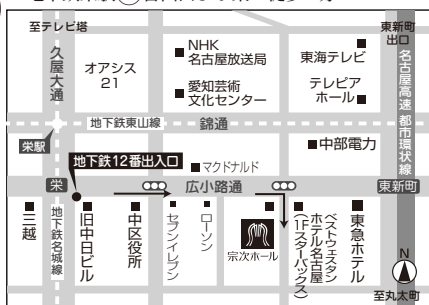 至テレビ塔
東新町
出口
久屋大通
オアシス
21
■NHK
名古屋放送局
■愛知芸術
文化センター
東海テレビ
■
テレピア
ホール■
名古屋高速 都市環状線
地下鉄東山線
錦通
栄駅
■中部電力
地下鉄12番出入口
■マクドナルド
栄
広小路通
東新町
■三越
地下鉄名城線
■旧中日ビル
■中区役所
■セブンイレブン
■ローソン
宗次ホール
■ベストウェスタン
ホテル名古屋
(1Fスターバックス)
■東急ホテル
N
至丸太町